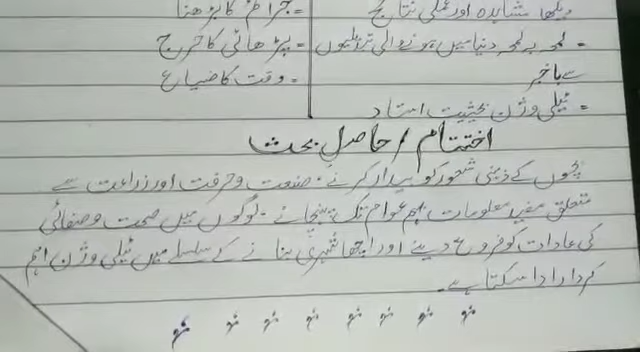 دیکھا مشاہدہ اور عملی نتائج
- جرائم کا بڑھنا
- لمحہ بہ لمحہ دنیا میں ہونے والی تبدیلیوں
- پڑھائی کا حرج
سے باخبر
- وقت کا ضیاع
- ٹیلی وژن بحیثیت استاد
اختتام / حاصل بحث
بچوں کے ذہنی شعور کو بیدار کرنے، صنعت و حرفت اور زراعت سے
متعلق مفید معلومات اہم عوام تک پہنچانے - لوگوں میں صحت و صفائی
کی عادات کو فروغ دینے اور اچھا شہری بنانے کے سلسلے میں ٹیلی وژن اہم
کردار ادا سکتا ہے۔